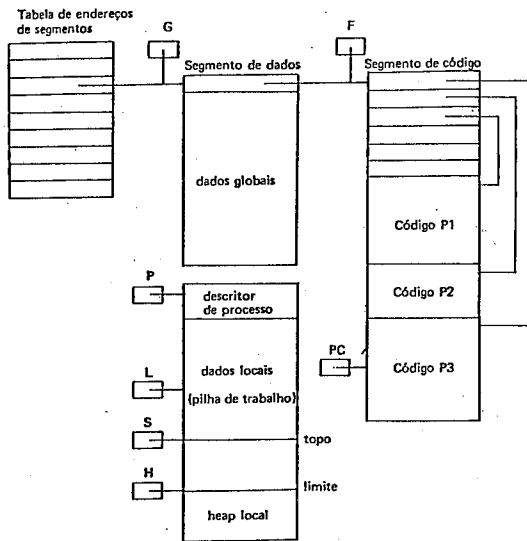 Tabela de endereços
de segmentos
G
F
Segmento de dados
Segmento de código
dados globais
Código P1
P
descritor
de processo
Código P2
L
dados locais
(pilha de trabalho)
PC
Código P3
S
topo
H
limite
heap local